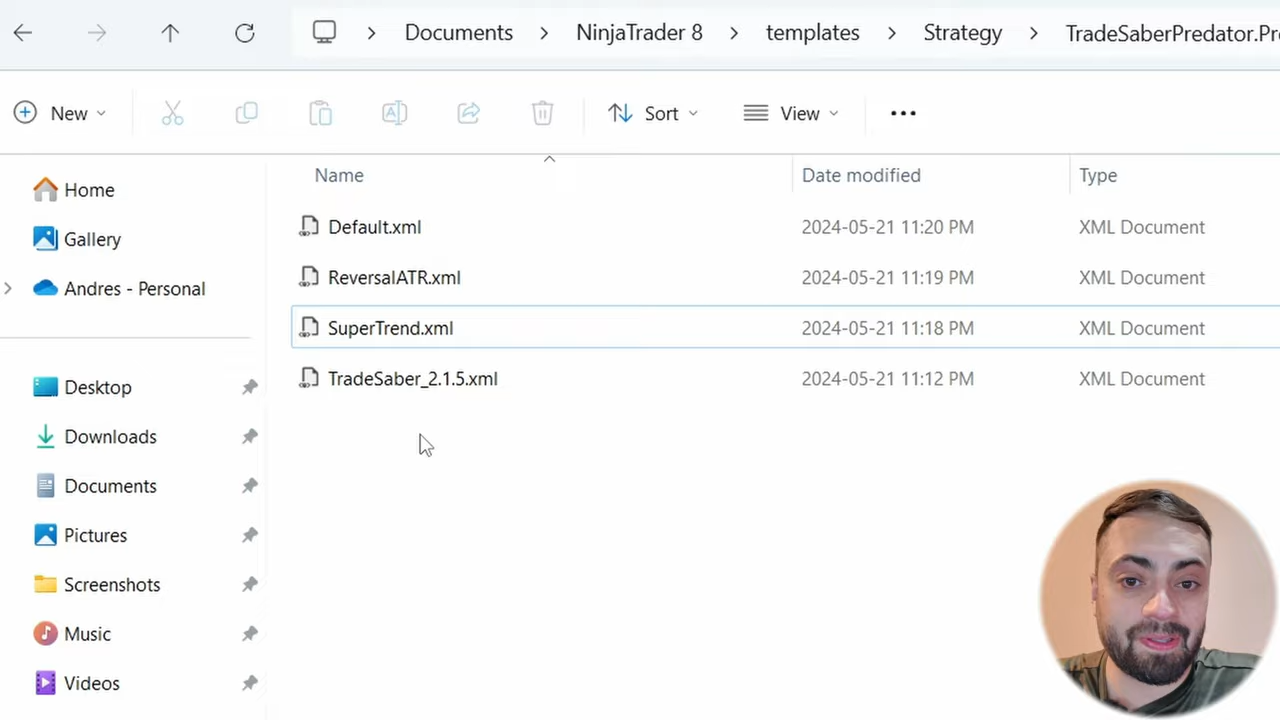 Documents > NinjaTrader 8 > templates > Strategy > TradeSaberPredator.Pre
New Sort View
Name Date modified Type
Home
Gallery
Andres - Personal
Desktop
Downloads
Documents
Pictures
Screenshots
Music
Videos
Default.xml 2024-05-21 11:20 PM XML Document
ReversalATR.xml 2024-05-21 11:19 PM XML Document
SuperTrend.xml 2024-05-21 11:18 PM XML Document
TradeSaber_2.1.5.xml 2024-05-21 11:12 PM XML Document